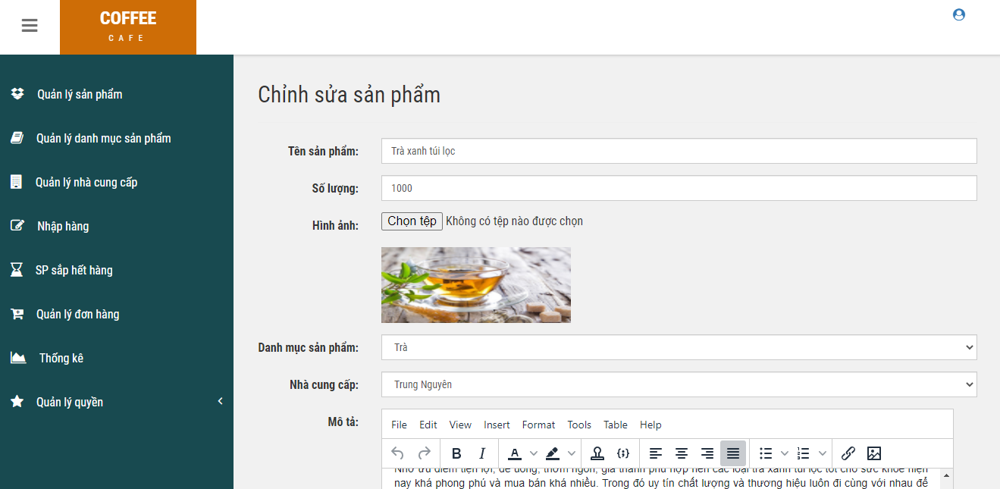 COFFEE
CAFE
Quản lý sản phẩm
Quản lý danh mục sản phẩm
Quản lý nhà cung cấp
Nhập hàng
SP sắp hết hàng
Quản lý đơn hàng
Thống kê
Quản lý quyền
Chỉnh sửa sản phẩm
Tên sản phẩm: Trà xanh túi lọc
Số lượng: 1000
Hình ảnh: Chọn tệp Không có tệp nào được chọn
Danh mục sản phẩm: Trà
Nhà cung cấp: Trung Nguyên
Mô tả:
File Edit View Insert Format Tools Table Help
Nhờ ưu điểm tiện lợi, dễ dùng, thơm ngon, giá thành phù hợp nên các loại trà xanh túi lọc tốt cho sức khỏe hiện
nay khá phong phú và mua bán khá nhiều. Trong đó uy tín chất lượng và thương hiệu luôn đi cùng với nhau để